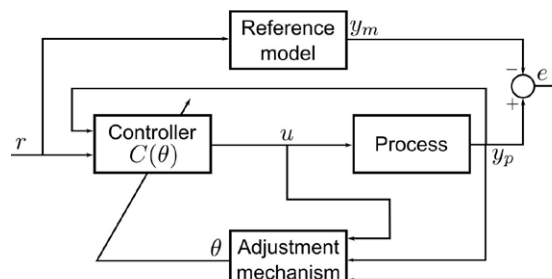 Reference
model
y_m
−
e
+
r
Controller
C(θ)
u
Process
y_p
θ
Adjustment
mechanism